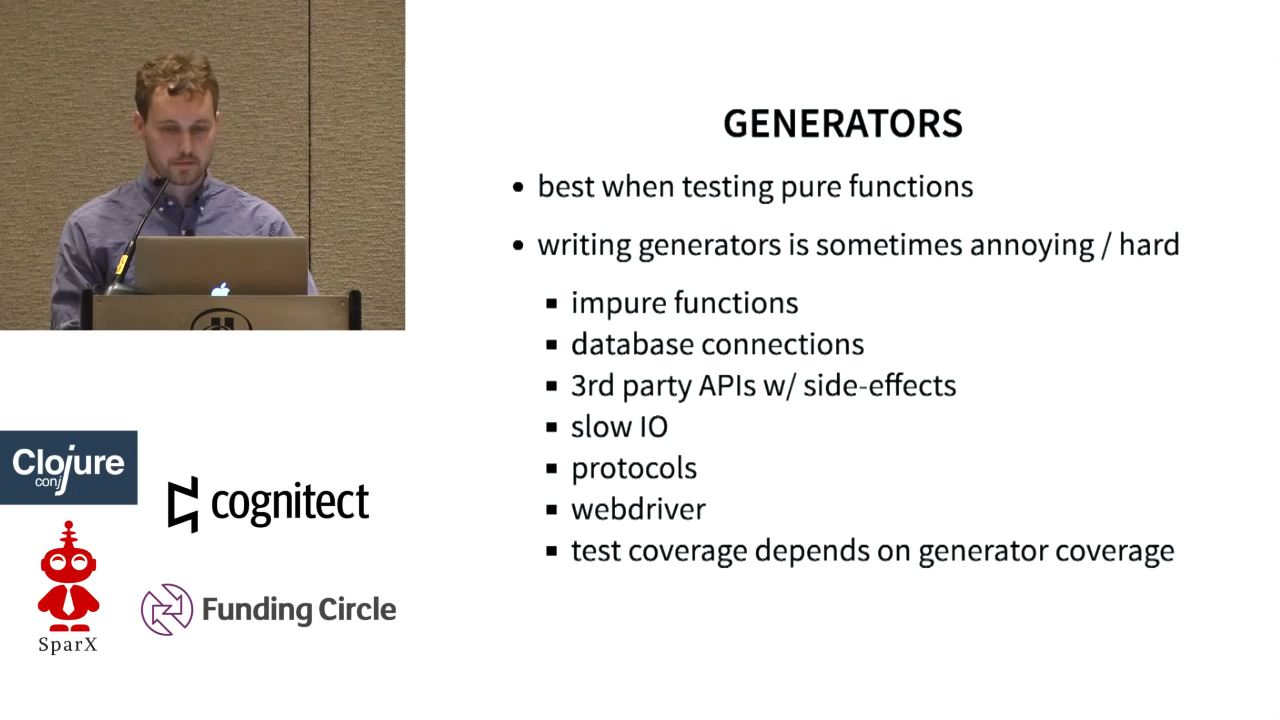 GENERATORS
• best when testing pure functions
• writing generators is sometimes annoying / hard
▪ impure functions
▪ database connections
▪ 3rd party APIs w/ side-effects
▪ slow IO
▪ protocols
▪ webdriver
▪ test coverage depends on generator coverage
Clojure
conj
cognitect
SparX
Funding Circle